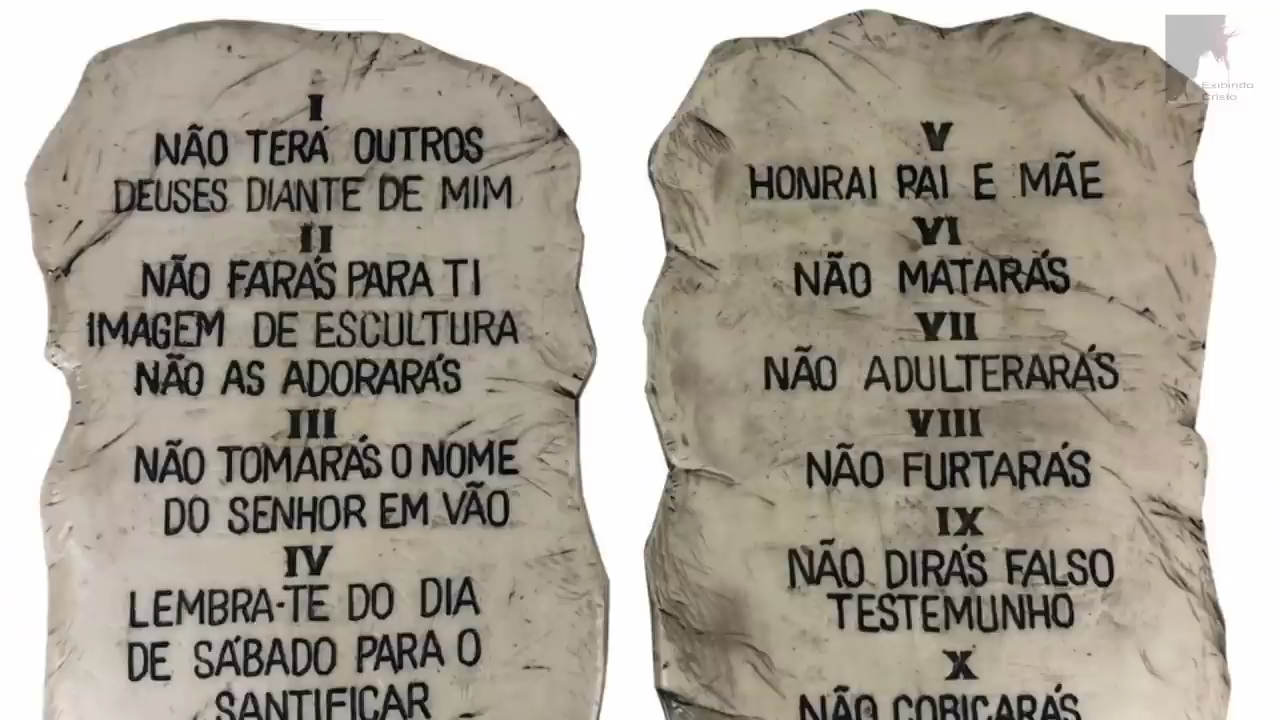 I
NÃO TERÁ OUTROS
DEUSES DIANTE DE MIM
II
NÃO FARÁS PARA TI
IMAGEM DE ESCULTURA
NÃO AS ADORARÁS
III
NÃO TOMARÁS O NOME
DO SENHOR EM VÃO
IV
LEMBRA-TE DO DIA
DE SÁBADO PARA O
SANTIFICAR
V
HONRAI PAI E MÃE
VI
NÃO MATARÁS
VII
NÃO ADULTERARÁS
VIII
NÃO FURTARÁS
IX
NÃO DIRÁS FALSO
TESTEMUNHO
X
NÃO COBIÇARÁS
Exibindo
Cristo